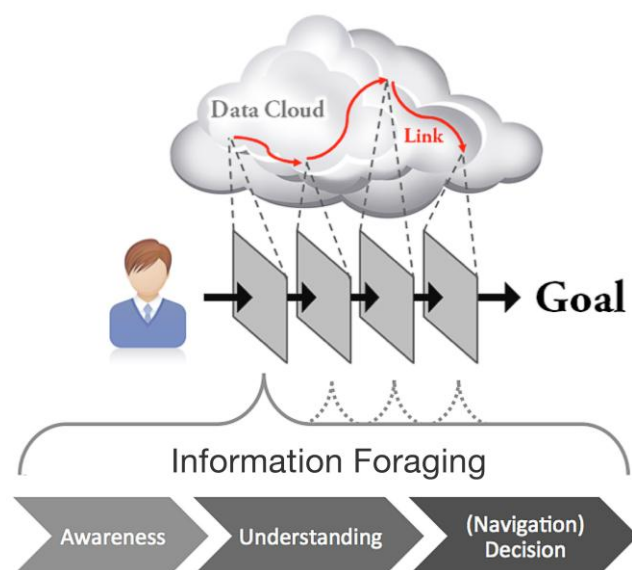 Data Cloud
Link
Goal
Information Foraging
Awareness
Understanding
(Navigation)
Decision